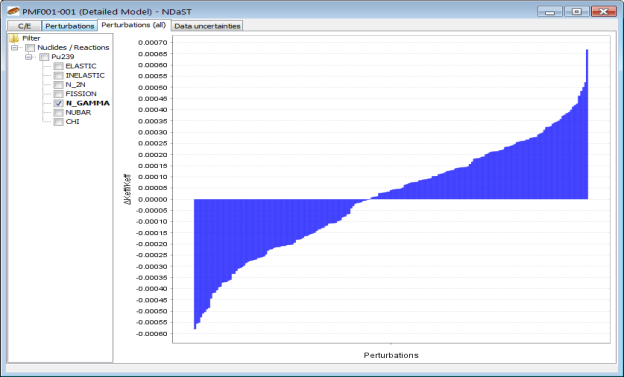 PMF001-001 (Detailed Model) - NDaST
C/E Perturbations Perturbations (all) Data uncertainties
Filter
Nuclides / Reactions
Pu239
ELASTIC
INELASTIC
N_2N
FISSION
N_GAMMA
NUBAR
CHI
ΔKeff/Keff
0.00070
0.00065
0.00060
0.00055
0.00050
0.00045
0.00040
0.00035
0.00030
0.00025
0.00020
0.00015
0.00010
0.00005
0.00000
-0.00005
-0.00010
-0.00015
-0.00020
-0.00025
-0.00030
-0.00035
-0.00040
-0.00045
-0.00050
-0.00055
-0.00060
Perturbations